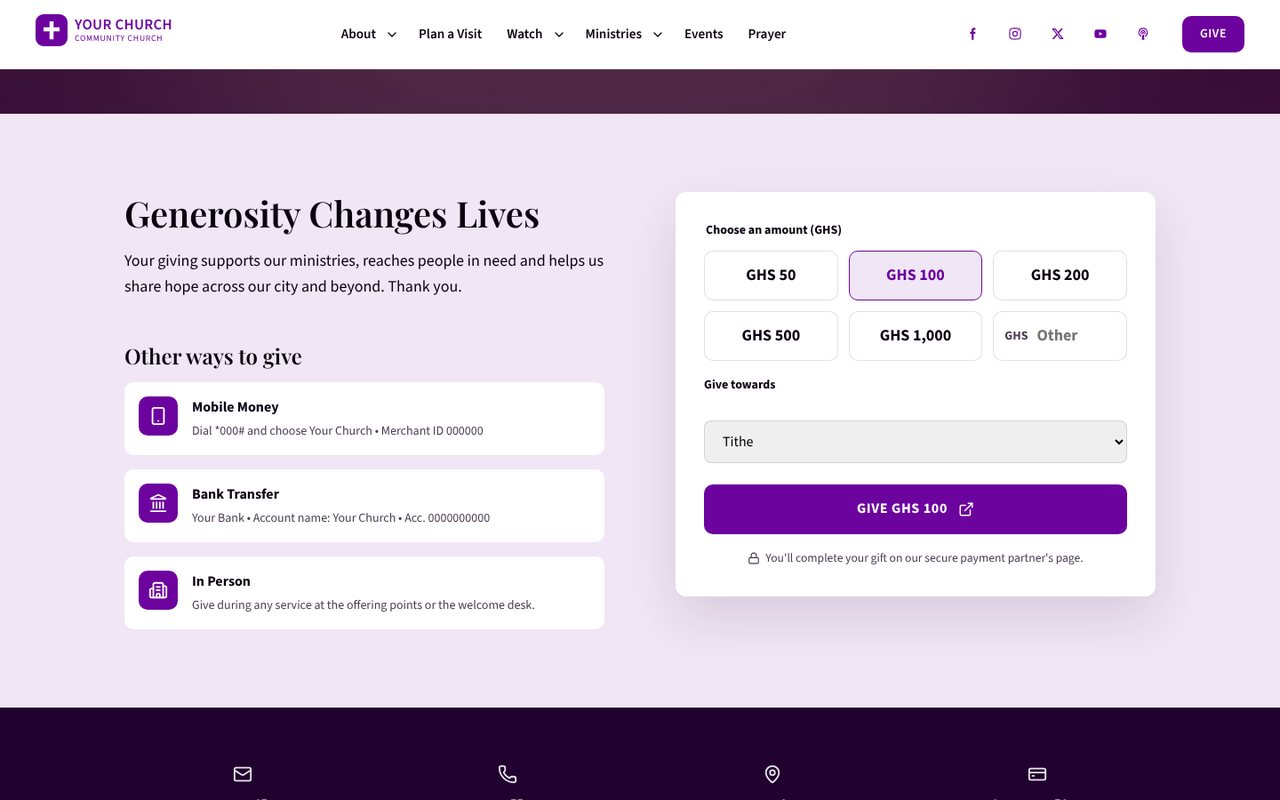 YOUR CHURCH
COMMUNITY CHURCH
About
Plan a Visit
Watch
Ministries
Events
Prayer
GIVE
Generosity Changes Lives
Your giving supports our ministries, reaches people in need and helps us
share hope across our city and beyond. Thank you.
Other ways to give
Mobile Money
Dial *000# and choose Your Church • Merchant ID 000000
Bank Transfer
Your Bank • Account name: Your Church • Acc. 0000000000
In Person
Give during any service at the offering points or the welcome desk.
Choose an amount (GHS)
GHS 50
GHS 100
GHS 200
GHS 500
GHS 1,000
GHS Other
Give towards
Tithe
GIVE GHS 100
You'll complete your gift on our secure payment partner's page.